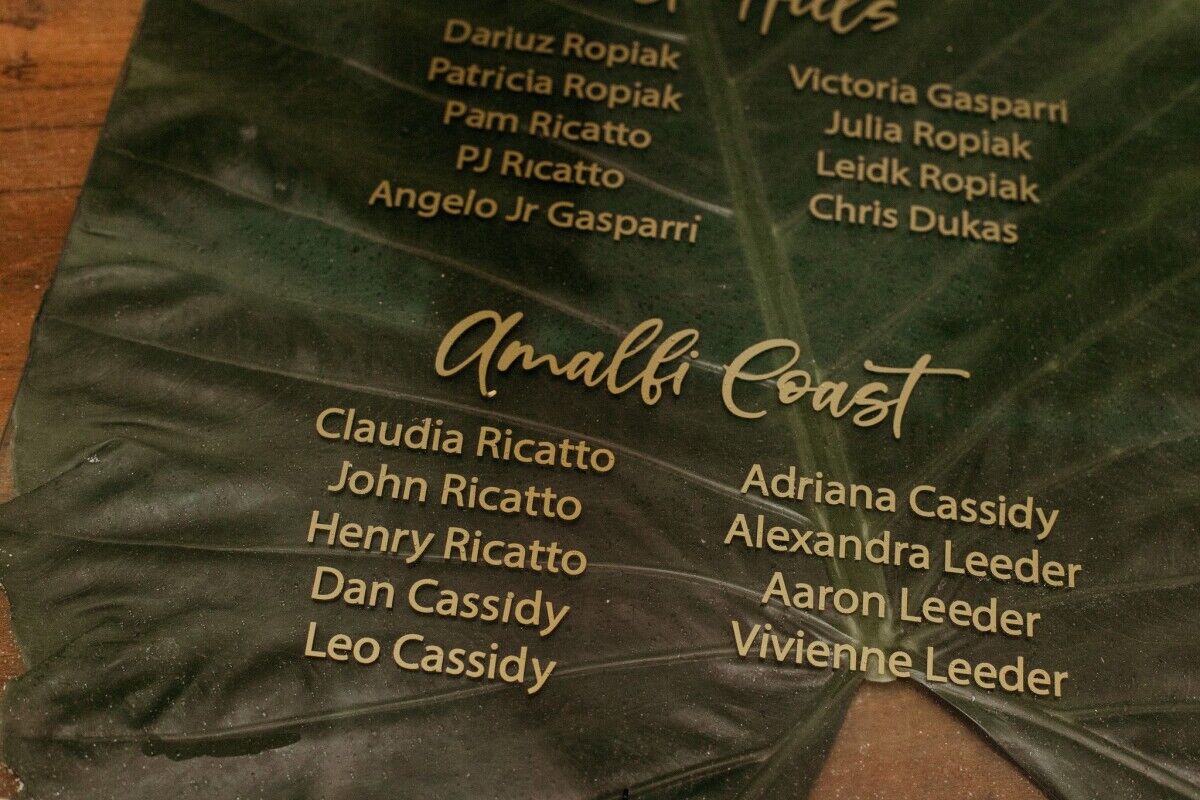 Hills
Dariuz Ropiak
Patricia Ropiak
Pam Ricatto
PJ Ricatto
Angelo Jr Gasparri
Victoria Gasparri
Julia Ropiak
Leidk Ropiak
Chris Dukas
Amalfi Coast
Claudia Ricatto
John Ricatto
Henry Ricatto
Dan Cassidy
Leo Cassidy
Adriana Cassidy
Alexandra Leeder
Aaron Leeder
Vivienne Leeder